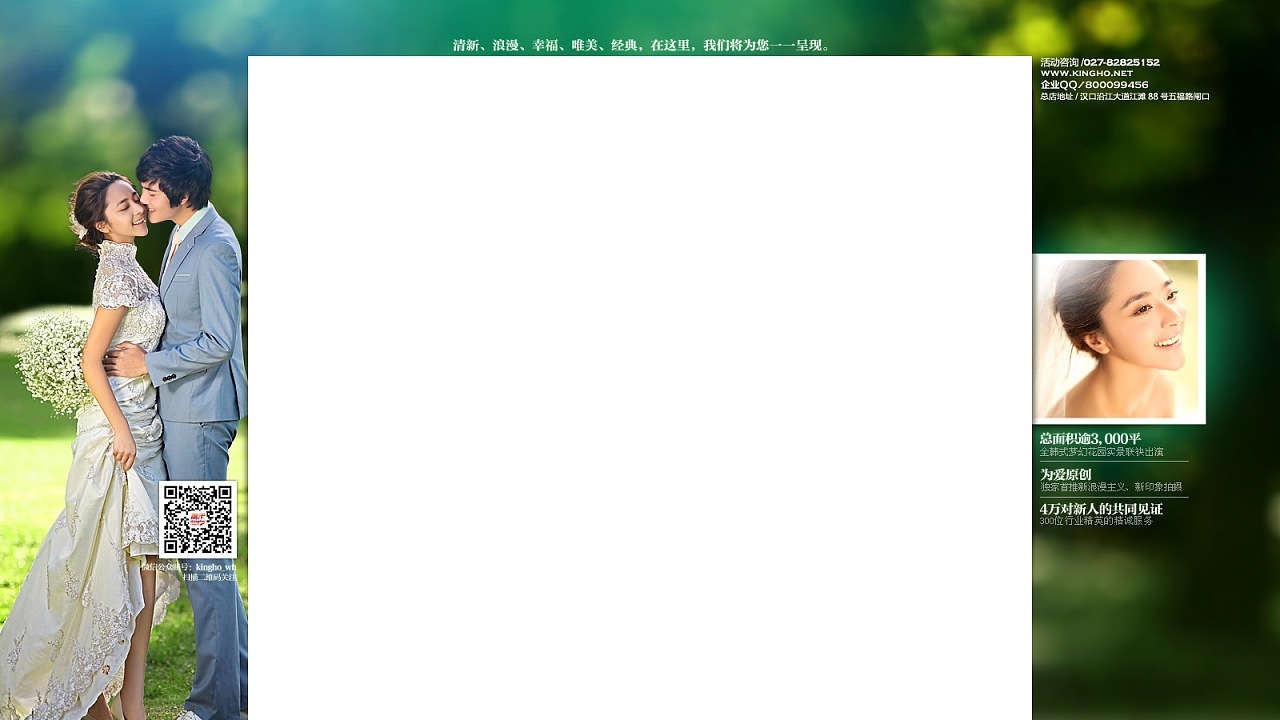 清新、浪漫、幸福、唯美、经典，在这里，我们将为您一一呈现。
活动咨询 /027-82825152
WWW.KINGHO.NET
企业QQ/800099456
总店地址 / 汉口沿江大道江滩 88 号五福路闸口
总面积逾3,000平
全韩式梦幻花园实景联袂出演
为爱原创
独家首推新浪漫主义、新印象拍摄
4万对新人的共同见证
300位行业精英的精诚服务
微信公众账号：kingho_wh
扫描二维码关注